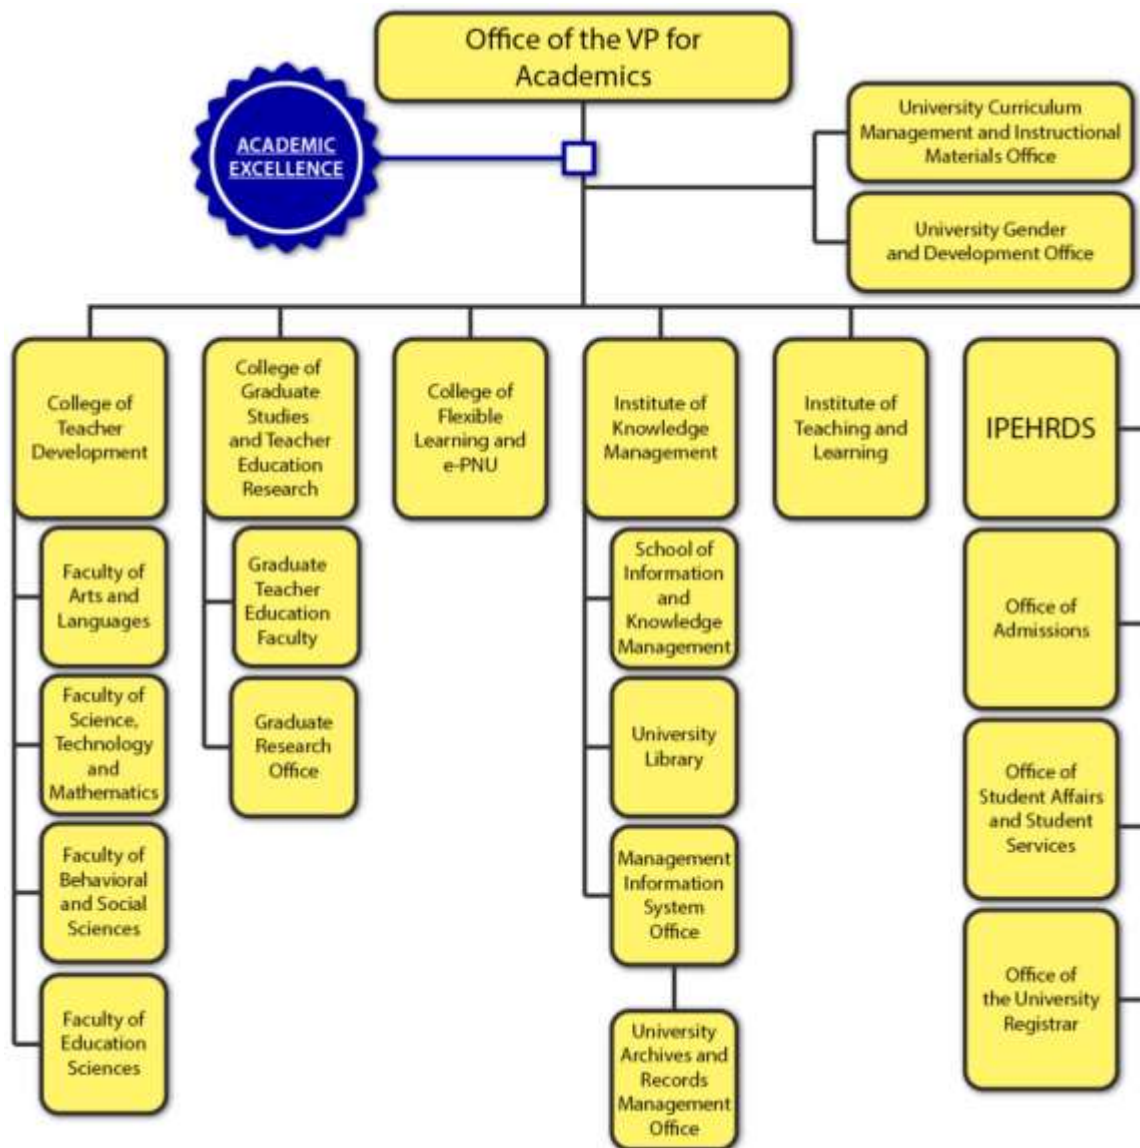 Office of the VP for
Academics
ACADEMIC
EXCELLENCE
University Curriculum
Management and Instructional
Materials Office
University Gender
and Development Office
College of
Teacher
Development
College of
Graduate
Studies
and Teacher
Education
Research
College of
Flexible
Learning and
e-PNU
Institute of
Knowledge
Management
Institute of
Teaching and
Learning
IPEHRDS
Faculty of
Arts and
Languages
Graduate
Teacher
Education
Faculty
School of
Information
and
Knowledge
Management
Office of
Admissions
Faculty of
Science,
Technology
and
Mathematics
Graduate
Research
Office
University
Library
Office of
Student Affairs
and Student
Services
Faculty of
Behavioral
and Social
Sciences
Management
Information
System
Office
Office of
the University
Registrar
Faculty of
Education
Sciences
University
Archives and
Records
Management
Office